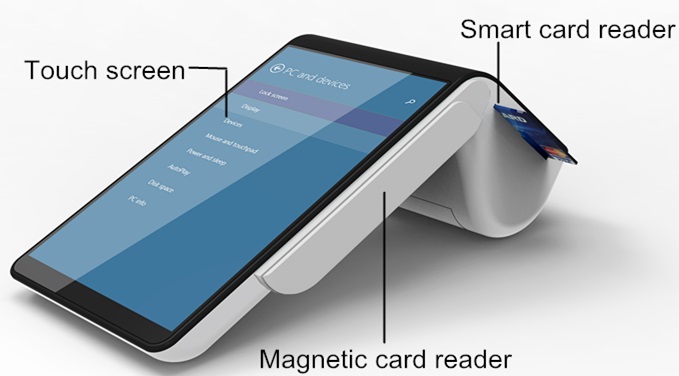 Smart card reader
Touch screen
PC and devices
Lock screen
Display
Devices
Mouse and touchpad
Power and sleep
AutoPlay
Disk space
PC info
Magnetic card reader